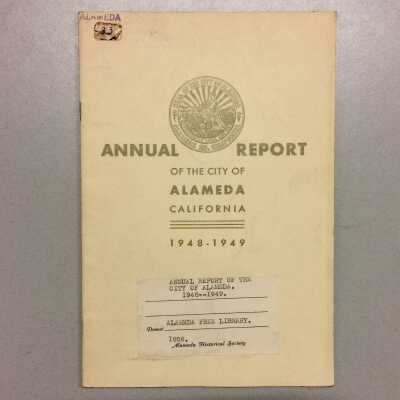 ALAMEDA
ANNUAL REPORT
OF THE CITY OF
ALAMEDA
CALIFORNIA
1948-1949
ANNUAL REPORT OF THE
CITY OF ALAMEDA.
1948--1949.
ALAMEDA FREE LIBRARY.
Donor
Alameda Historical Society